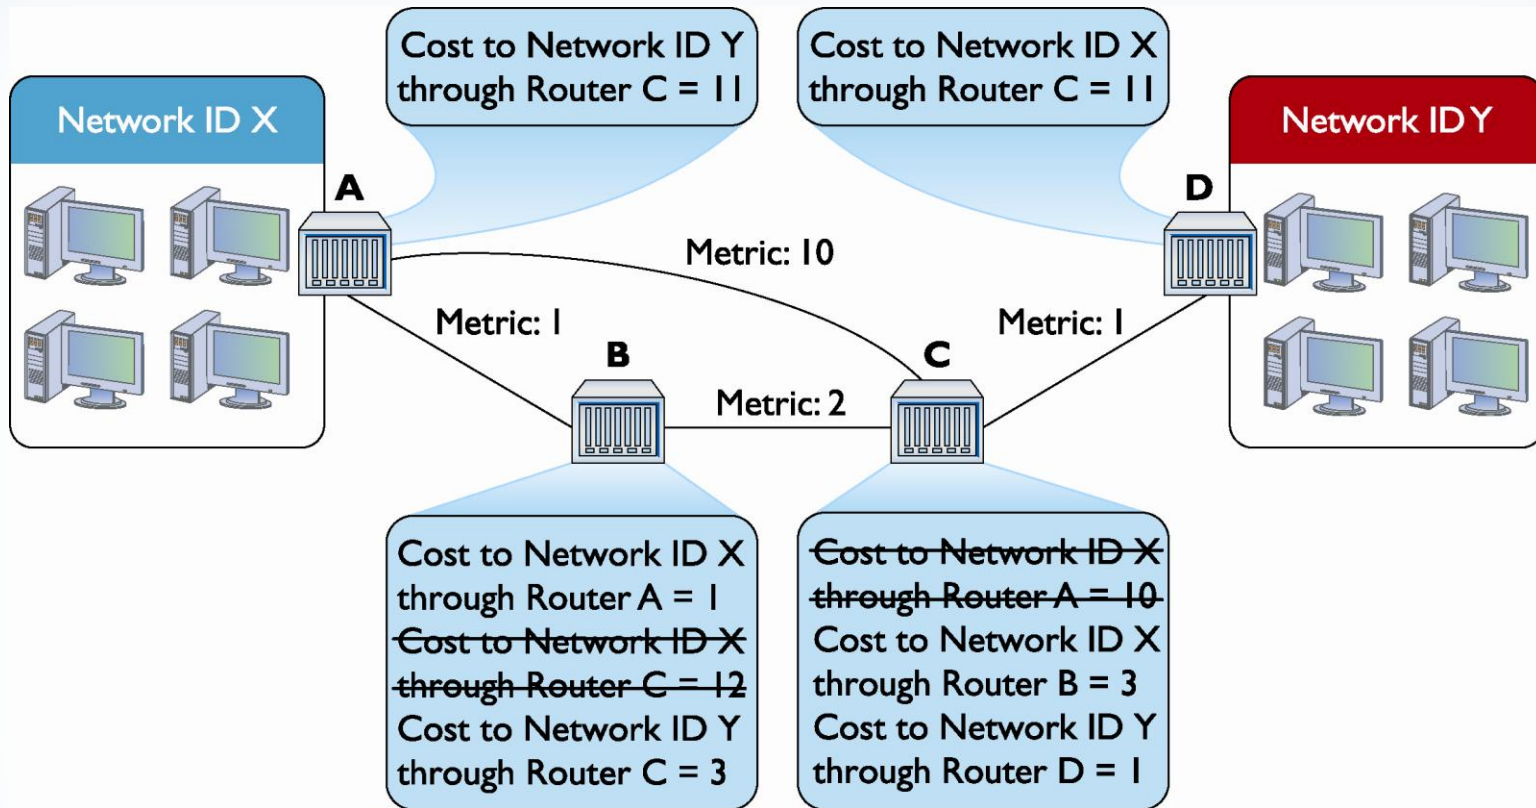 Cost to Network ID Y
through Router C = 11
Cost to Network ID X
through Router C = 11
Network ID X
Network ID Y
A
D
Metric: 10
Metric: 1
Metric: 1
B
C
Metric: 2
Cost to Network ID X
through Router A = 1
Cost to Network ID X
through Router C = 12
Cost to Network ID Y
through Router C = 3
Cost to Network ID X
through Router A = 10
Cost to Network ID X
through Router B = 3
Cost to Network ID Y
through Router D = 1